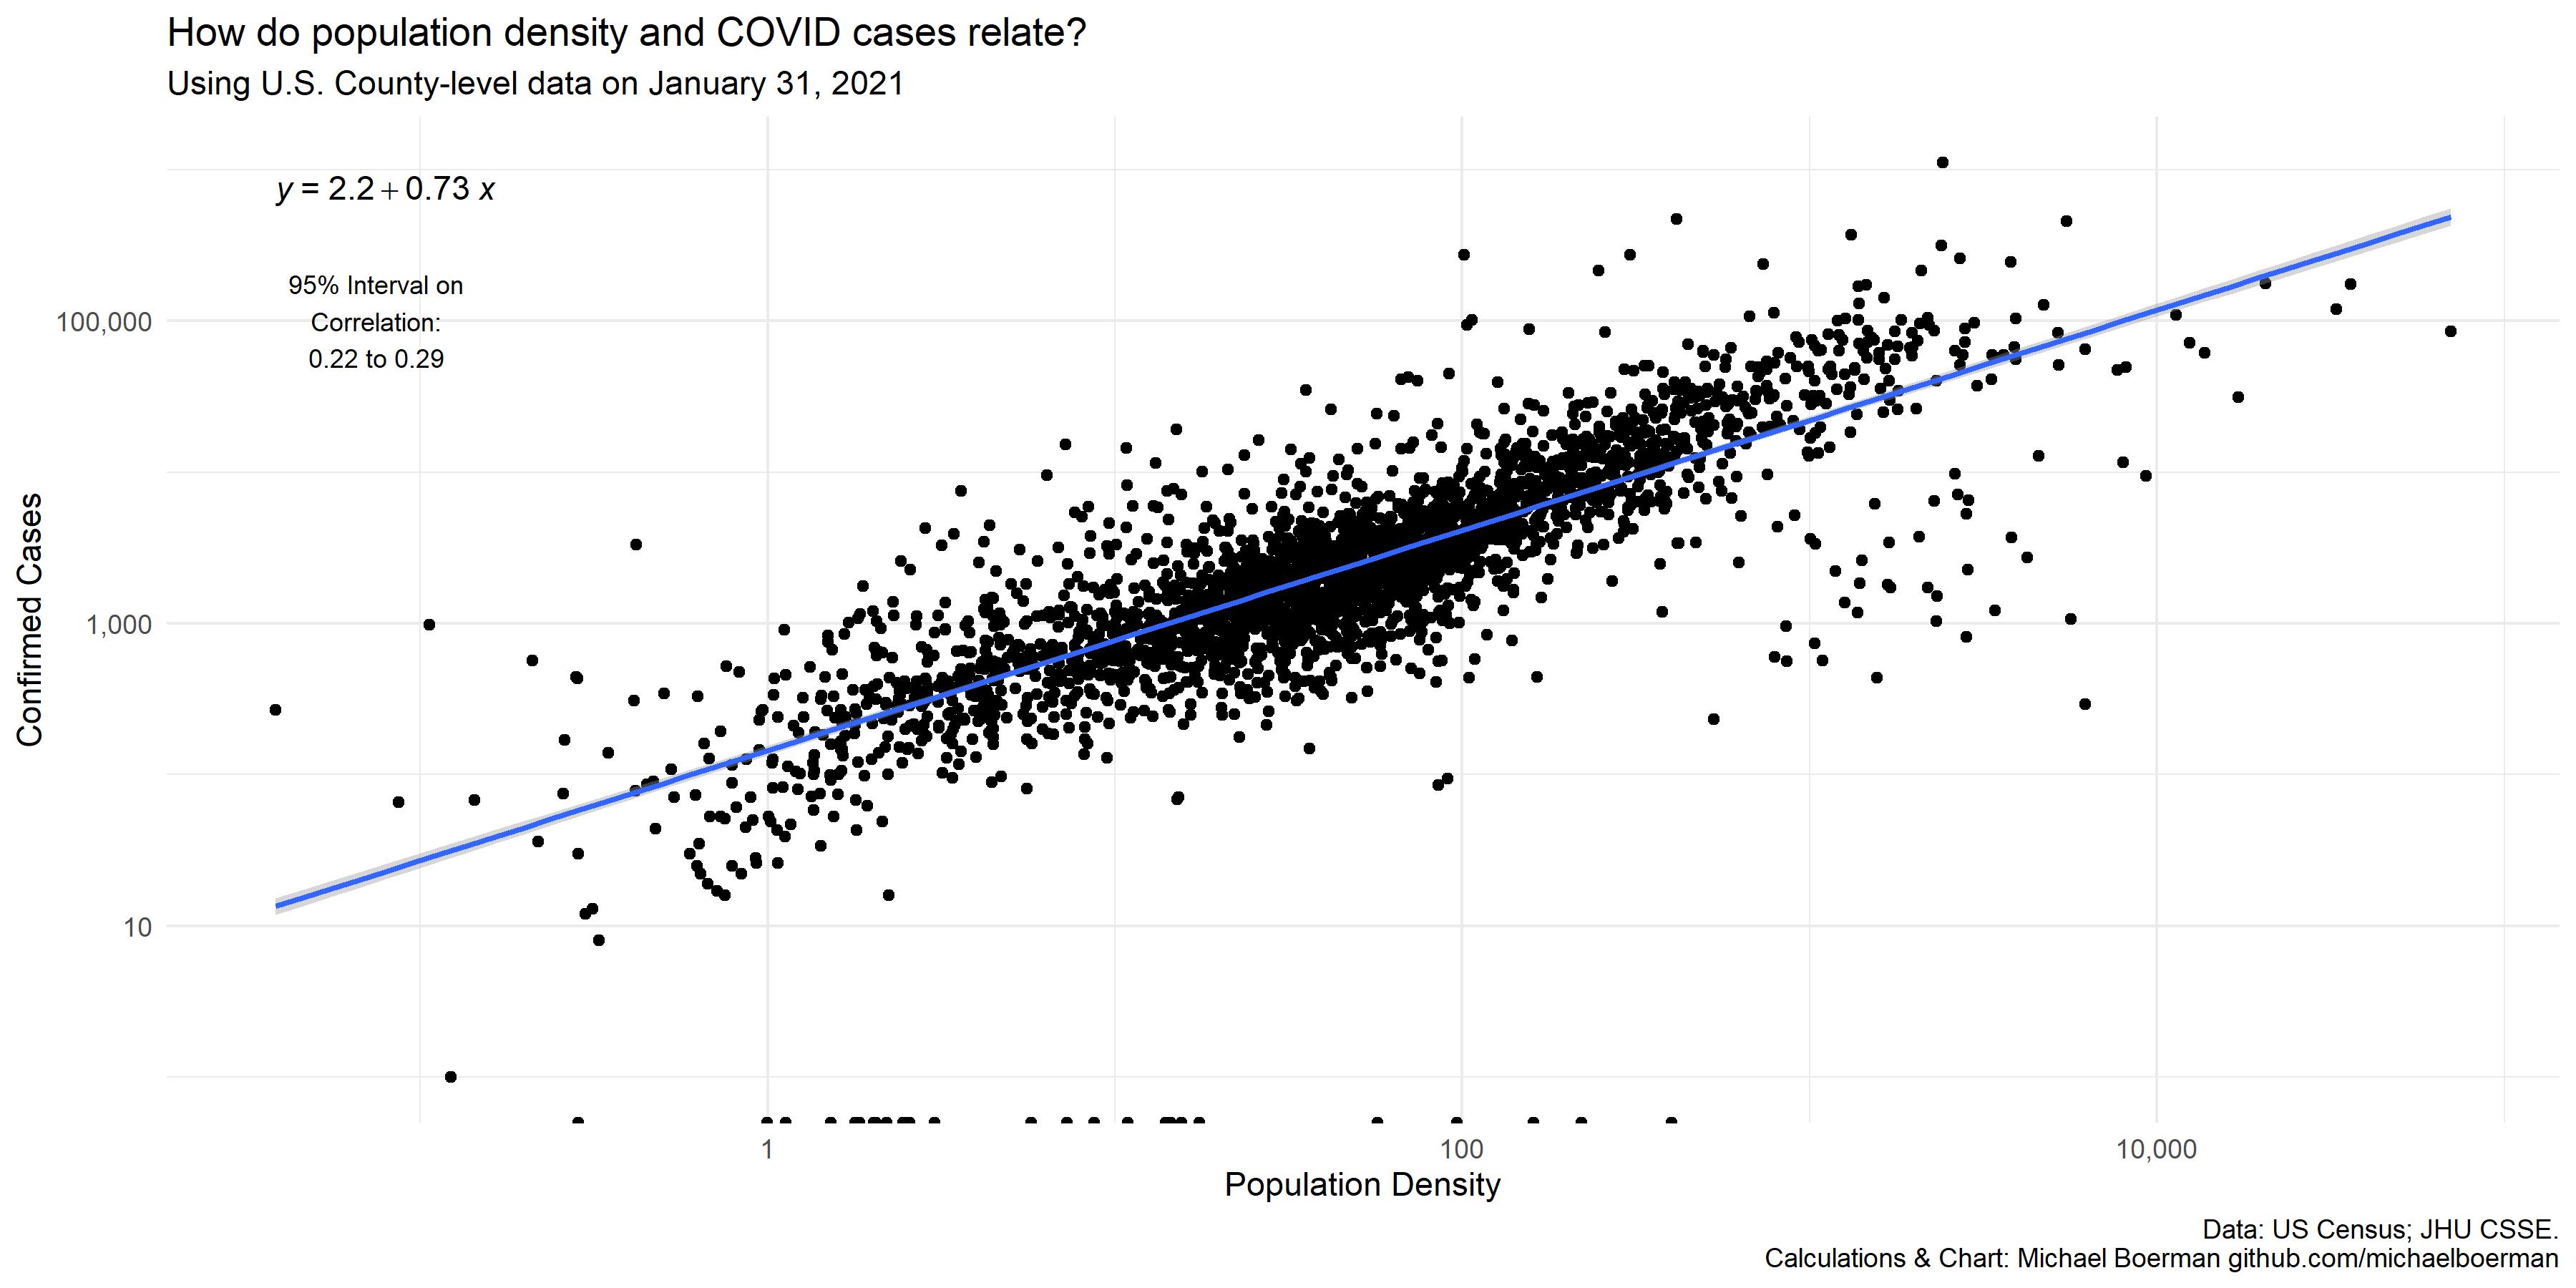 How do population density and COVID cases relate?
Using U.S. County-level data on January 31, 2021
y = 2.2 + 0.73 x
95% Interval on
Correlation:
0.22 to 0.29
Confirmed Cases
100,000
1,000
10
1
100
10,000
Population Density
Data: US Census; JHU CSSE.
Calculations & Chart: Michael Boerman github.com/michaelboerman